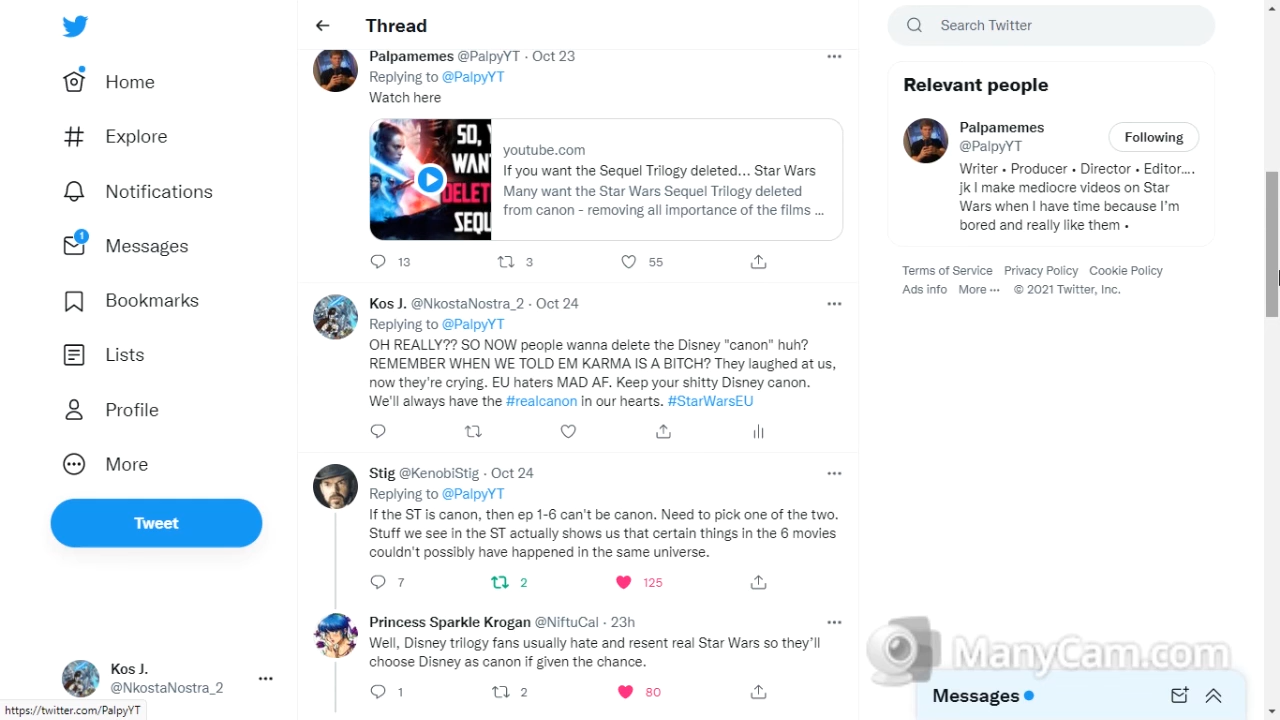 Thread
Search Twitter
Home
Explore
Notifications
1
Messages
Bookmarks
Lists
Profile
More
Tweet
Kos J.
@NkostaNostra_2
https://twitter.com/PalpyYT
Palpamemes @PalpyYT · Oct 23
Replying to @PalpyYT
Watch here
SO, Y
WAN
DELET
SEQU
youtube.com
If you want the Sequel Trilogy deleted... Star Wars
Many want the Star Wars Sequel Trilogy deleted
from canon - removing all importance of the films ...
13 3 55
Kos J. @NkostaNostra_2 · Oct 24
Replying to @PalpyYT
OH REALLY?? SO NOW people wanna delete the Disney "canon" huh?
REMEMBER WHEN WE TOLD EM KARMA IS A BITCH? They laughed at us,
now they're crying. EU haters MAD AF. Keep your shitty Disney canon.
We'll always have the #realcanon in our hearts. #StarWarsEU
Stig @KenobiStig · Oct 24
Replying to @PalpyYT
If the ST is canon, then ep 1-6 can't be canon. Need to pick one of the two.
Stuff we see in the ST actually shows us that certain things in the 6 movies
couldn't possibly have happened in the same universe.
7 2 125
Princess Sparkle Krogan @NiftuCal · 23h
Well, Disney trilogy fans usually hate and resent real Star Wars so they'll
choose Disney as canon if given the chance.
1 2 80
Relevant people
Palpamemes
@PalpyYT
Following
Writer • Producer • Director • Editor....
jk I make mediocre videos on Star
Wars when I have time because I'm
bored and really like them •
Terms of Service Privacy Policy Cookie Policy
Ads info More ··· © 2021 Twitter, Inc.
ManyCam.com
Messages